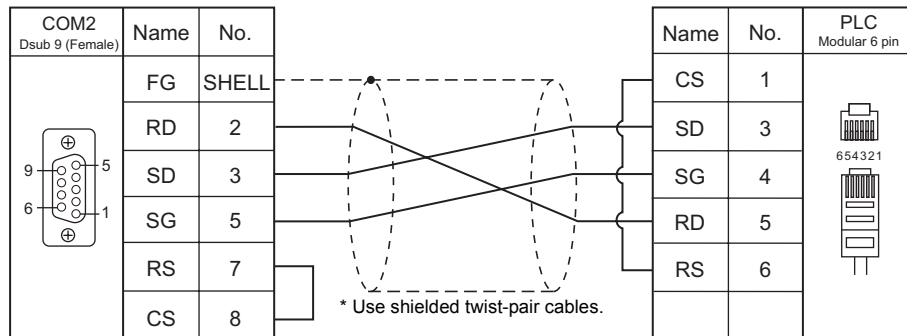 COM2
Dsub 9 (Female)
Name
No.
FG
SHELL
RD
2
SD
3
SG
5
RS
7
CS
8
9
5
6
1
* Use shielded twist-pair cables.
Name
No.
PLC
Modular 6 pin
CS
1
SD
3
SG
4
RD
5
RS
6
654321